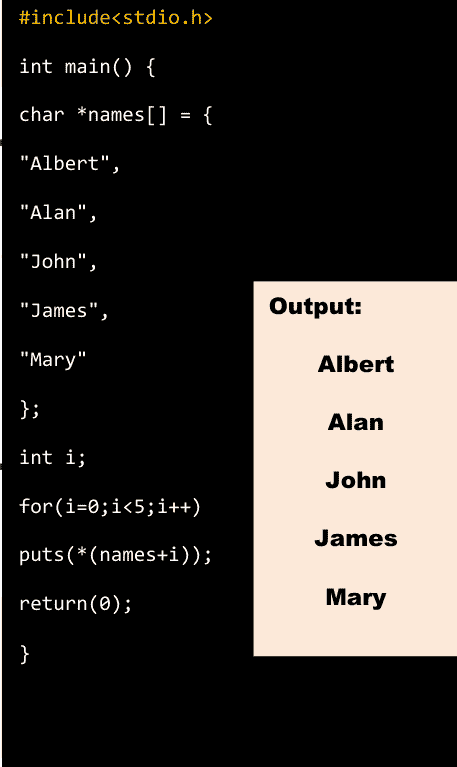 #include<stdio.h>
int main() {
char *names[] = {
"Albert",
"Alan",
"John",
"James",
"Mary"
};
int i;
for(i=0;i<5;i++)
puts(*(names+i));
return(0);
}
Output:
Albert
Alan
John
James
Mary